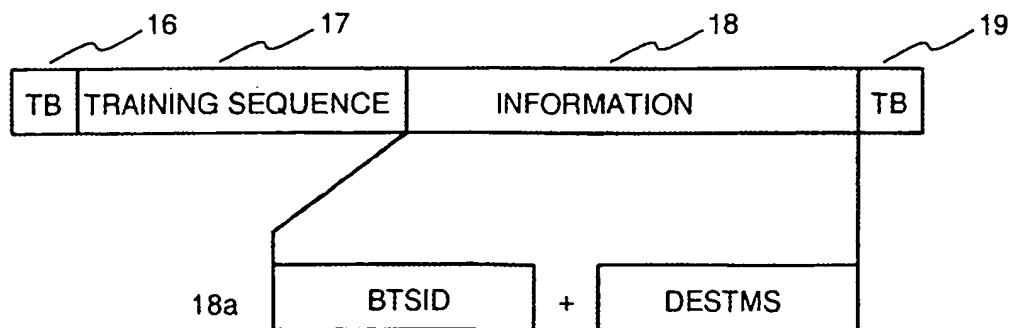 16 17 18 19
TB TRAINING SEQUENCE INFORMATION TB
18a BTSID + DESTMS